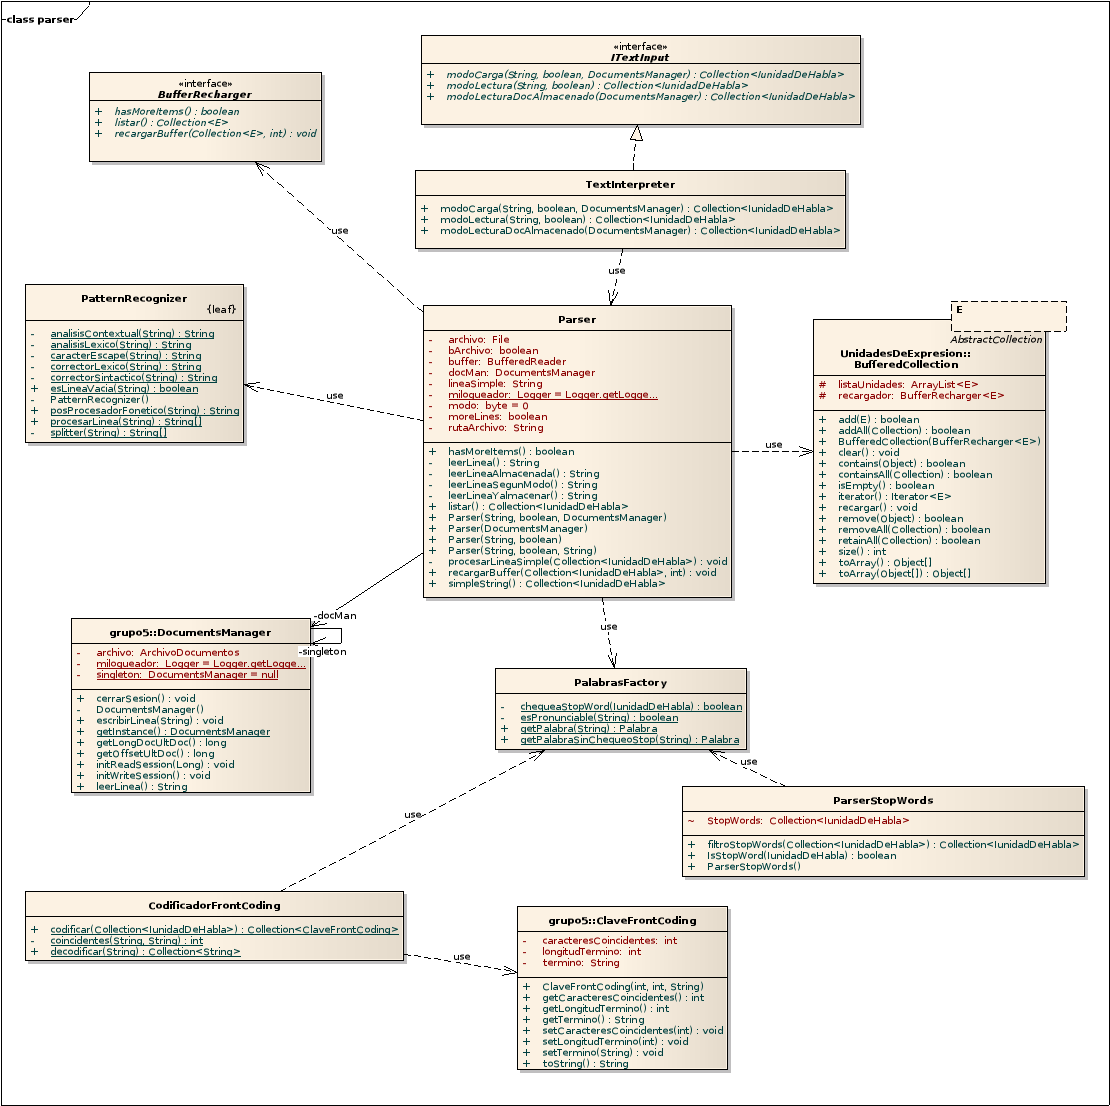 class parser
«interface»
ITextInput
+ modoCarga(String, boolean, DocumentsManager) : Collection<IunidadDeHabla>
+ modoLectura(String, boolean) : Collection<IunidadDeHabla>
+ modoLecturaDocAlmacenado(DocumentsManager) : Collection<IunidadDeHabla>
«interface»
BufferRecharger
+ hasMoreItems() : boolean
+ listar() : Collection<E>
+ recargarBuffer(Collection<E>, int) : void
TextInterpreter
+ modoCarga(String, boolean, DocumentsManager) : Collection<IunidadDeHabla>
+ modoLectura(String, boolean) : Collection<IunidadDeHabla>
+ modoLecturaDocAlmacenado(DocumentsManager) : Collection<IunidadDeHabla>
use
use
PatternRecognizer
{leaf}
- analisisContextual(String) : String
- analisisLexico(String) : String
- caracterEscape(String) : String
- correctorLexico(String) : String
- correctorSintactico(String) : String
+ esLineaVacia(String) : boolean
- PatternRecognizer()
+ posProcesadorFonetico(String) : String
+ procesarLinea(String) : String[]
- splitter(String) : String[]
use
Parser
- archivo: File
- bArchivo: boolean
- buffer: BufferedReader
- docMan: DocumentsManager
- lineaSimple: String
- milogueador: Logger = Logger.getLogge...
- modo: byte = 0
- moreLines: boolean
- rutaArchivo: String
+ hasMoreItems() : boolean
- leerLinea() : String
- leerLineaAlmacenada() : String
- leerLineaSegunModo() : String
- leerLineaYalmacenar() : String
+ listar() : Collection<IunidadDeHabla>
+ Parser(String, boolean, DocumentsManager)
+ Parser(DocumentsManager)
+ Parser(String, boolean)
+ Parser(String, boolean, String)
- procesarLineaSimple(Collection<IunidadDeHabla>) : void
+ recargarBuffer(Collection<IunidadDeHabla>, int) : void
+ simpleString() : Collection<IunidadDeHabla>
use
E
AbstractCollection
UnidadesDeExpresion::
BufferedCollection
# listaUnidades: ArrayList<E>
# recargador: BufferRecharger<E>
+ add(E) : boolean
+ addAll(Collection) : boolean
+ BufferedCollection(BufferRecharger<E>)
+ clear() : void
+ contains(Object) : boolean
+ containsAll(Collection) : boolean
+ isEmpty() : boolean
+ iterator() : Iterator<E>
+ recargar() : void
+ remove(Object) : boolean
+ removeAll(Collection) : boolean
+ retainAll(Collection) : boolean
+ size() : int
+ toArray() : Object[]
+ toArray(Object[]) : Object[]
-docMan
-singleton
use
grupo5::DocumentsManager
- archivo: ArchivoDocumentos
- milogueador: Logger = Logger.getLogge...
- singleton: DocumentsManager = null
+ cerrarSesion() : void
- DocumentsManager()
+ escribirLinea(String) : void
+ getInstance() : DocumentsManager
+ getLongDocUltDoc() : long
+ getOffsetUltDoc() : long
+ initReadSession(Long) : void
+ initWriteSession() : void
+ leerLinea() : String
PalabrasFactory
- chequeaStopWord(IunidadDeHabla) : boolean
- esPronunciable(String) : boolean
+ getPalabra(String) : Palabra
+ getPalabraSinChequeoStop(String) : Palabra
use
use
ParserStopWords
~ StopWords: Collection<IunidadDeHabla>
+ filtroStopWords(Collection<IunidadDeHabla>) : Collection<IunidadDeHabla>
+ IsStopWord(IunidadDeHabla) : boolean
+ ParserStopWords()
CodificadorFrontCoding
+ codificar(Collection<IunidadDeHabla>) : Collection<ClaveFrontCoding>
- coincidentes(String, String) : int
+ decodificar(String) : Collection<String>
use
grupo5::ClaveFrontCoding
- caracteresCoincidentes: int
- longitudTermino: int
- termino: String
+ ClaveFrontCoding(int, int, String)
+ getCaracteresCoincidentes() : int
+ getLongitudTermino() : int
+ getTermino() : String
+ setCaracteresCoincidentes(int) : void
+ setLongitudTermino(int) : void
+ setTermino(String) : void
+ toString() : String